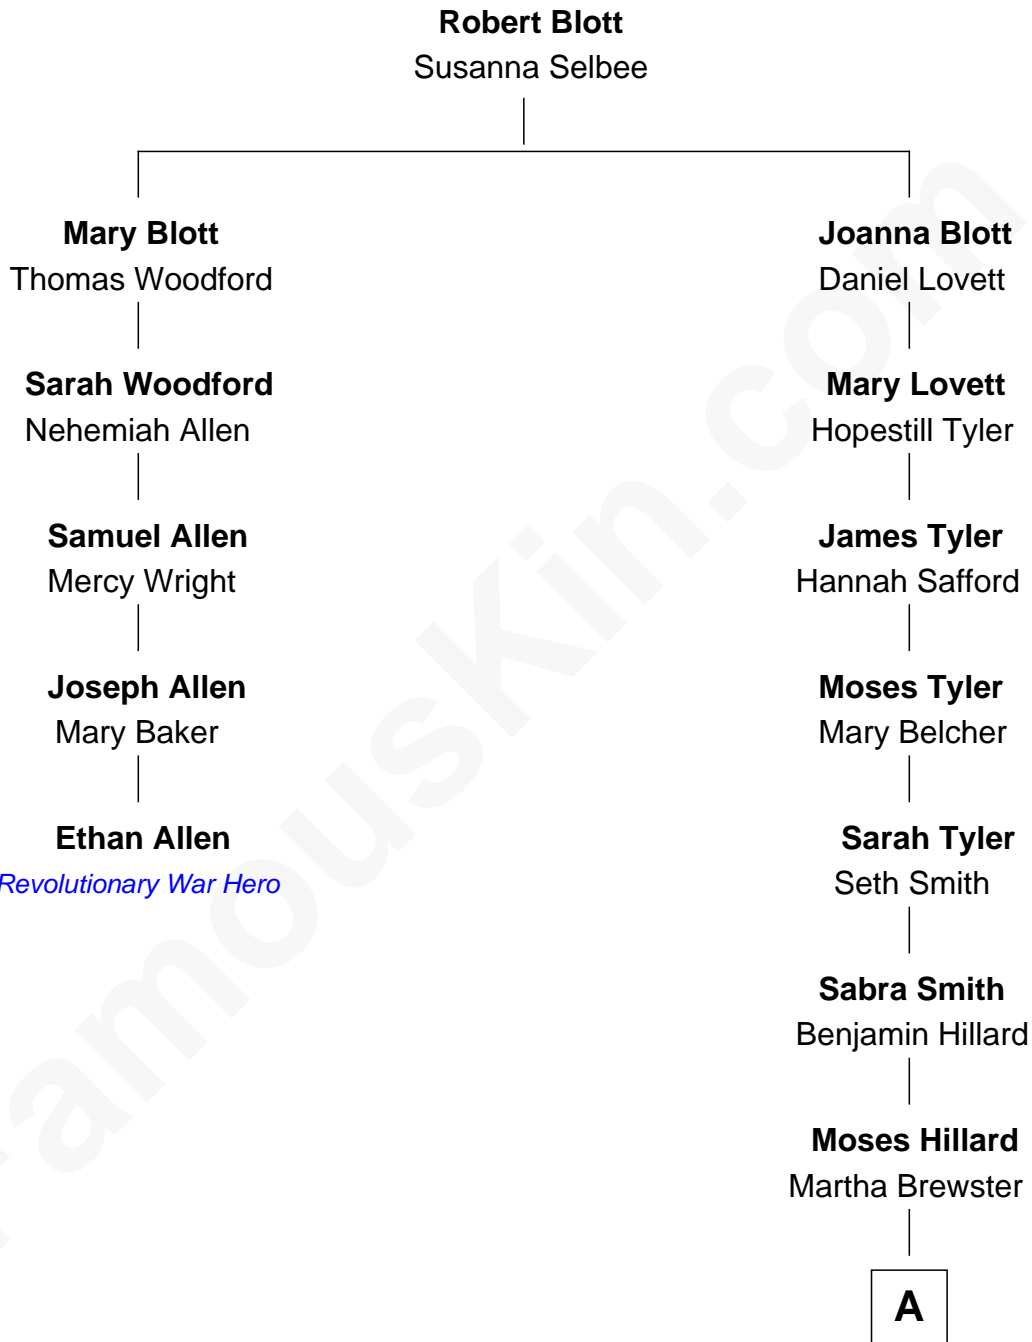 Robert Blott
Susanna Selbee
Mary Blott
Thomas Woodford
Sarah Woodford
Nehemiah Allen
Samuel Allen
Mercy Wright
Joseph Allen
Mary Baker
Ethan Allen
Revolutionary War Hero
Joanna Blott
Daniel Lovett
Mary Lovett
Hopestill Tyler
James Tyler
Hannah Safford
Moses Tyler
Mary Belcher
Sarah Tyler
Seth Smith
Sabra Smith
Benjamin Hillard
Moses Hillard
Martha Brewster
A
FamousKin.com